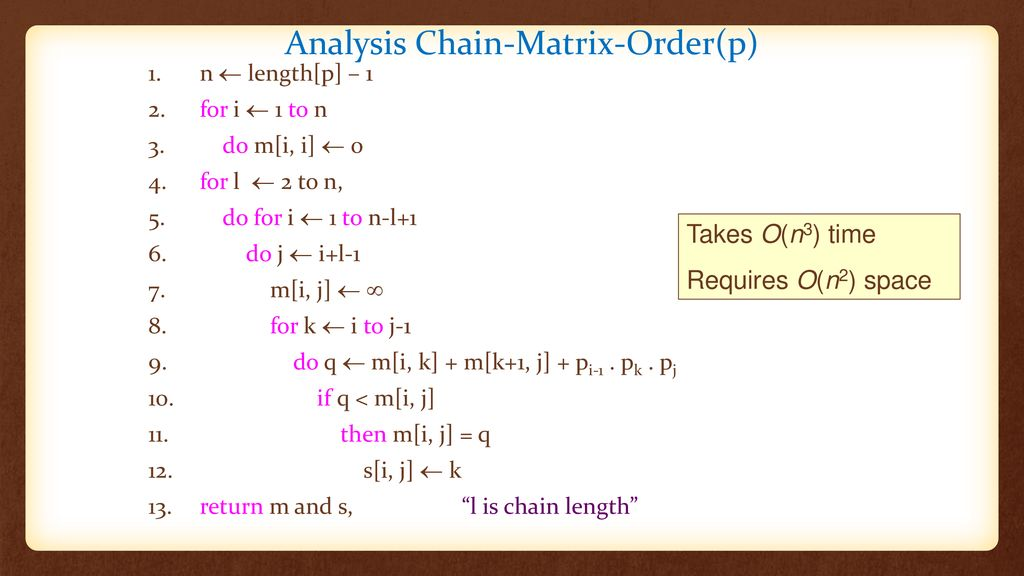 Analysis Chain-Matrix-Order(p)
1. n ← length[p] – 1
2. for i ← 1 to n
3. do m[i, i] ← 0
4. for l ← 2 to n,
5. do for i ← 1 to n-l+1
6. do j ← i+l-1
7. m[i, j] ← ∞
8. for k ← i to j-1
9. do q ← m[i, k] + m[k+1, j] + pᵢ₋₁ . pₖ . pⱼ
10. if q < m[i, j]
11. then m[i, j] = q
12. s[i, j] ← k
13. return m and s, “l is chain length”
Takes O(n³) time
Requires O(n²) space